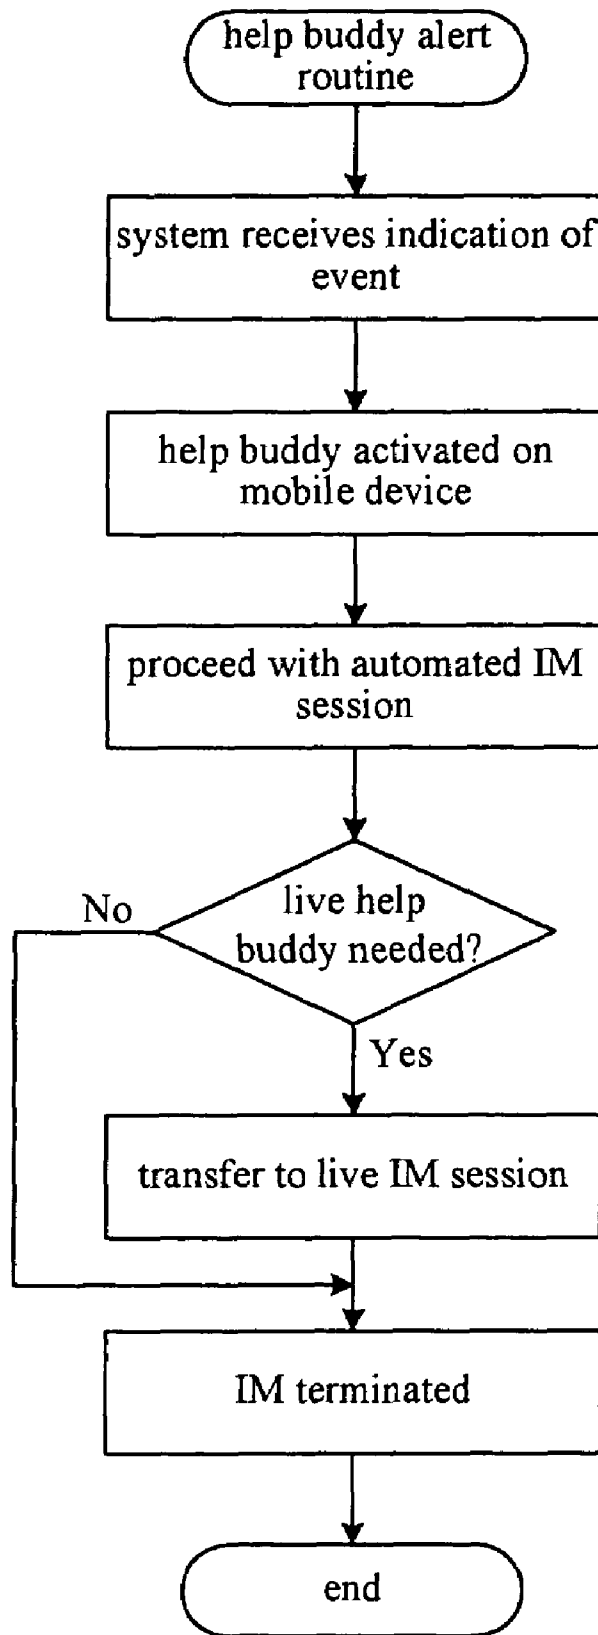 help buddy alert
routine
system receives indication of
event
help buddy activated on
mobile device
proceed with automated IM
session
live help
buddy needed?
No
Yes
transfer to live IM session
IM terminated
end